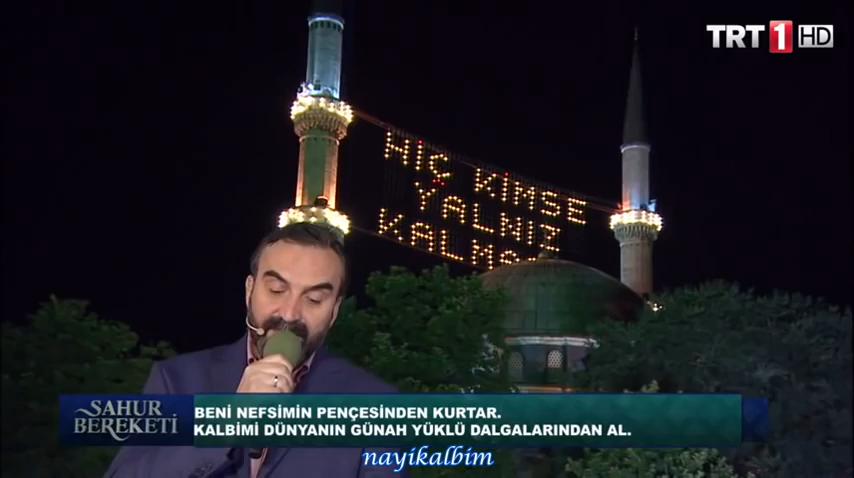 TRT 1 HD
HİÇ KİMSE
YALNIZ
SAHUR
BEREKETİ
BENİ NEFSİMİN PENÇESİNDEN KURTAR.
KALBİMİ DÜNYANIN GÜNAH YÜKLÜ DALGALARINDAN AL.
nayikalbim